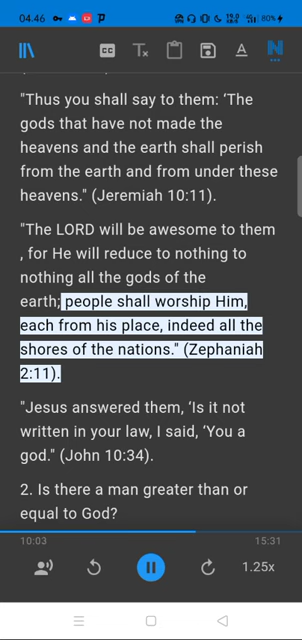 04.46
19.0
KB/S
80%
CC
"Thus you shall say to them: ‘The
gods that have not made the
heavens and the earth shall perish
from the earth and from under these
heavens." (Jeremiah 10:11).
"The LORD will be awesome to them
, for He will reduce to nothing to
nothing all the gods of the
earth; people shall worship Him,
each from his place, indeed all the
shores of the nations." (Zephaniah
2:11).
"Jesus answered them, ‘Is it not
written in your law, I said, ‘You a
god." (John 10:34).
2. Is there a man greater than or
equal to God?
10:03
15:31
1.25x